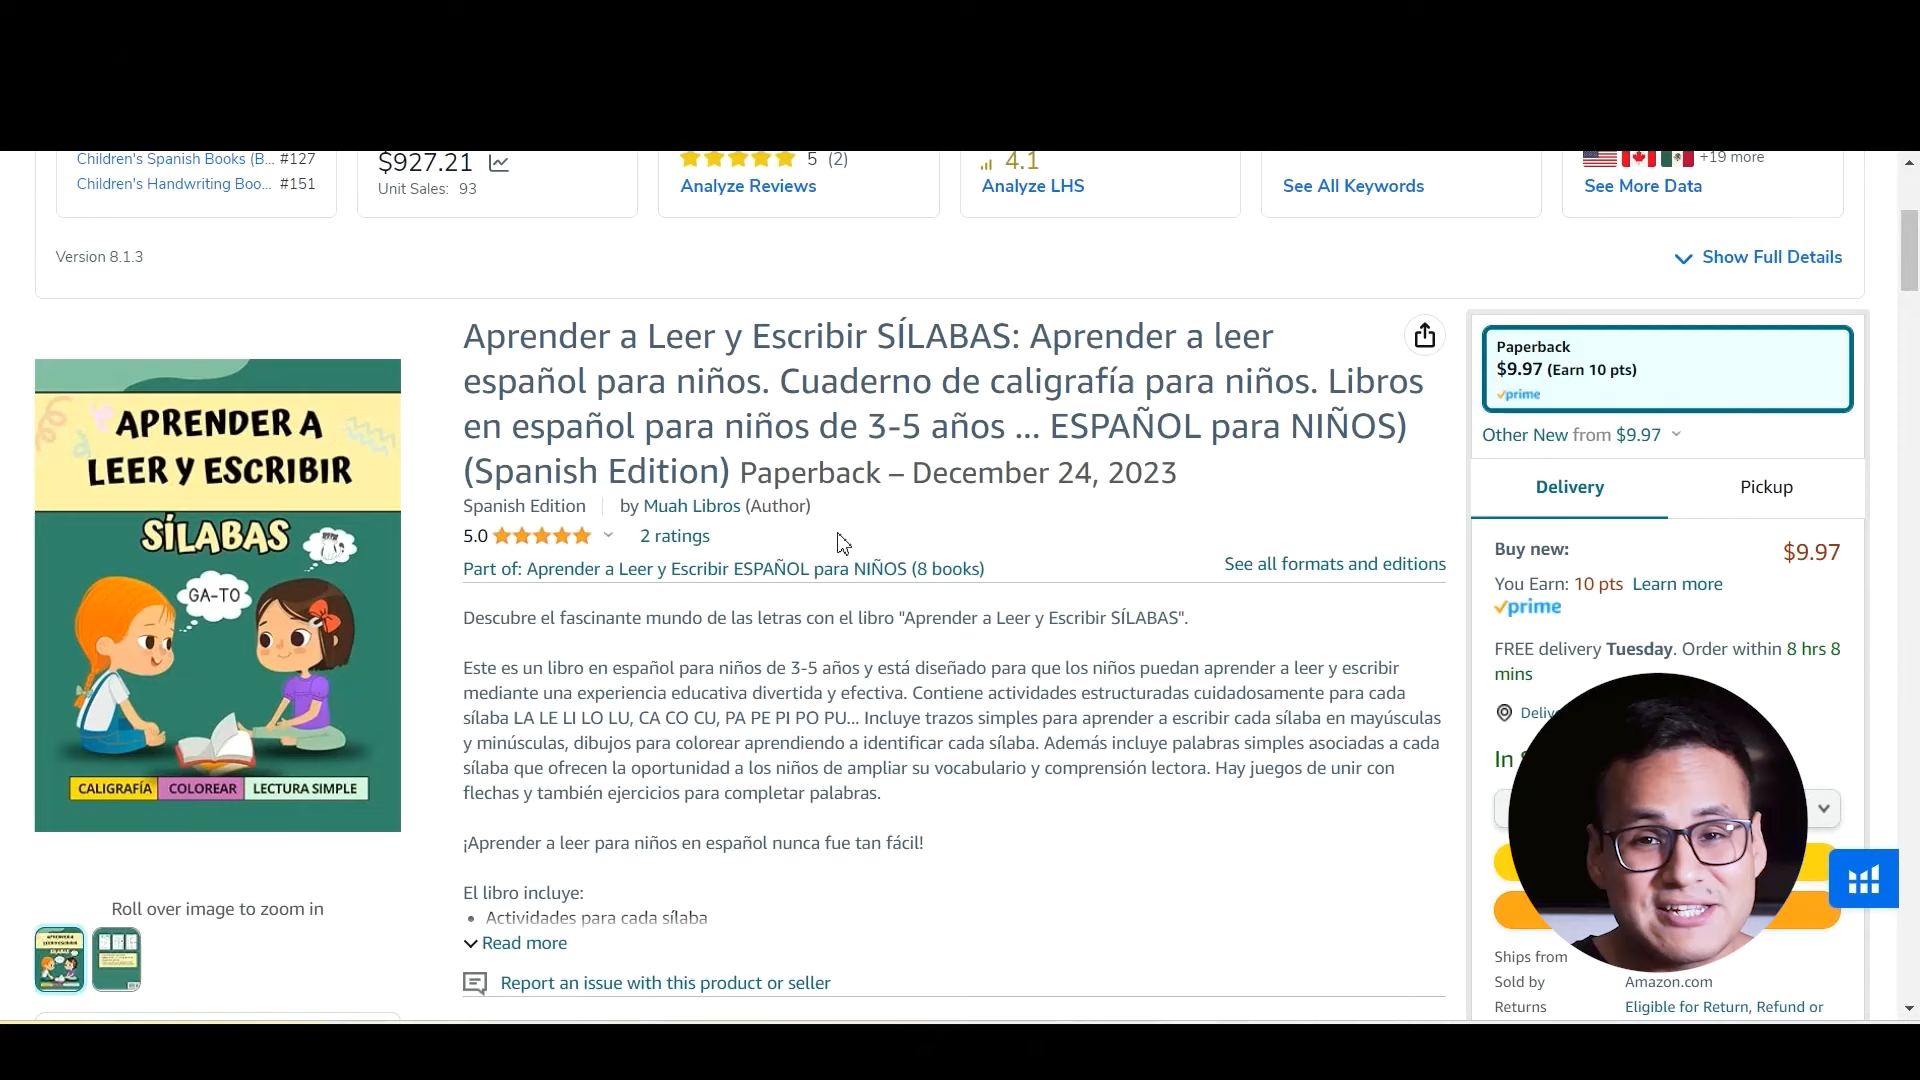 Children's Spanish Books (B... #127
Children's Handwriting Boo... #151
$927.21
Unit Sales: 93
5 (2)
Analyze Reviews
4.1
Analyze LHS
See All Keywords
+19 more
See More Data
Version 8.1.3
Show Full Details
APRENDER A
LEER Y ESCRIBIR
SÍLABAS
GA-TO
CALIGRAFÍA COLOREAR LECTURA SIMPLE
Roll over image to zoom in
Aprender a Leer y Escribir SÍLABAS: Aprender a leer
español para niños. Cuaderno de caligrafía para niños. Libros
en español para niños de 3-5 años ... ESPAÑOL para NIÑOS)
(Spanish Edition) Paperback – December 24, 2023
Spanish Edition by Muah Libros (Author)
5.0 2 ratings
Part of: Aprender a Leer y Escribir ESPAÑOL para NIÑOS (8 books)
See all formats and editions
Descubre el fascinante mundo de las letras con el libro "Aprender a Leer y Escribir SÍLABAS".
Este es un libro en español para niños de 3-5 años y está diseñado para que los niños puedan aprender a leer y escribir
mediante una experiencia educativa divertida y efectiva. Contiene actividades estructuradas cuidadosamente para cada
sílaba LA LE LI LO LU, CA CO CU, PA PE PI PO PU... Incluye trazos simples para aprender a escribir cada sílaba en mayúsculas
y minúsculas, dibujos para colorear aprendiendo a identificar cada sílaba. Además incluye palabras simples asociadas a cada
sílaba que ofrecen la oportunidad a los niños de ampliar su vocabulario y comprensión lectora. Hay juegos de unir con
flechas y también ejercicios para completar palabras.
¡Aprender a leer para niños en español nunca fue tan fácil!
El libro incluye:
• Actividades para cada sílaba
Read more
Report an issue with this product or seller
Paperback
$9.97 (Earn 10 pts)
prime
Other New from $9.97
Delivery Pickup
Buy new: $9.97
You Earn: 10 pts Learn more
prime
FREE delivery Tuesday. Order within 8 hrs 8
mins
In
Ships from
Sold by Amazon.com
Returns Eligible for Return, Refund or